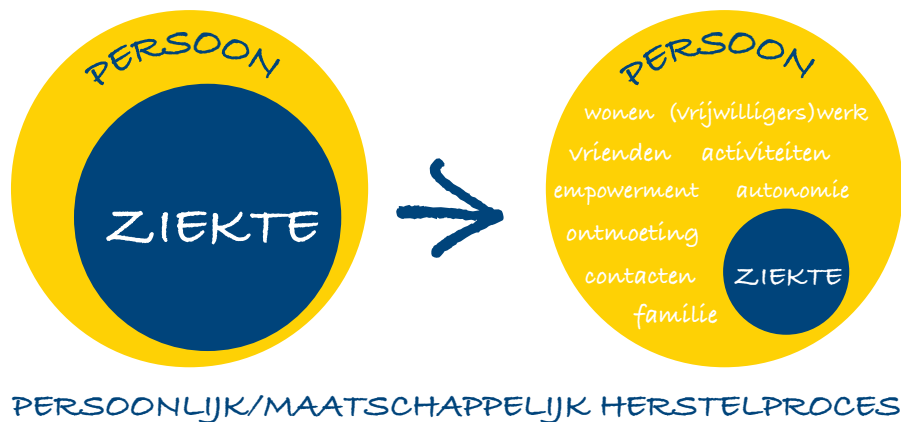 PERSOON
ZIEKTE
PERSOON
wonen (vrijwilligers)werk
vrienden activiteiten
empowerment autonomie
ontmoeting
contacten ZIEKTE
familie
PERSOONLIJK/MAATSCHAPPELIJK HERSTELPROCES